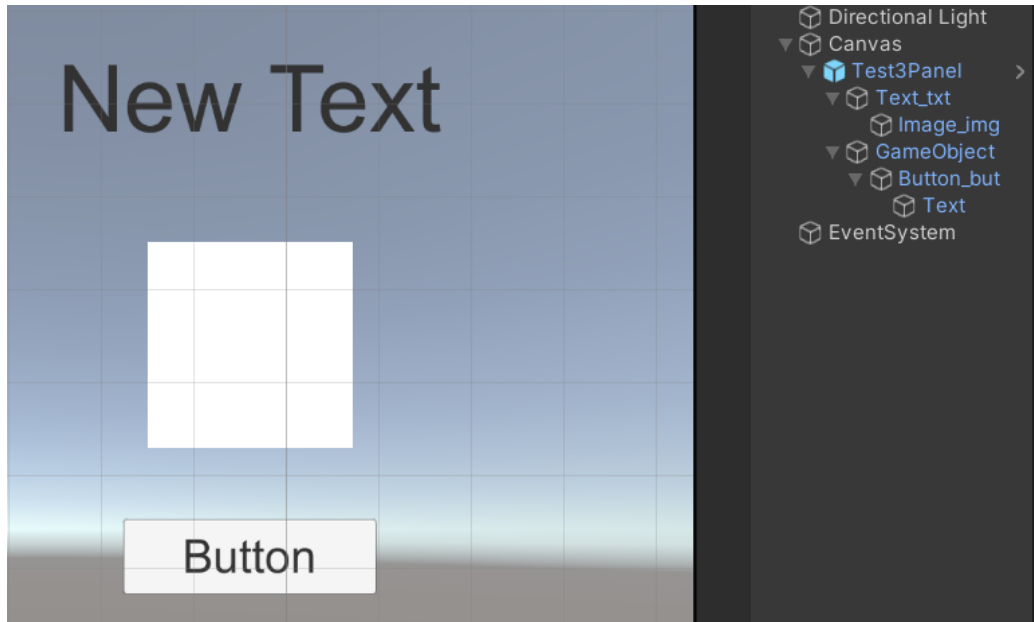 New Text
Button
Directional Light
Canvas
Test3Panel
Text_txt
Image_img
GameObject
Button_but
Text
EventSystem